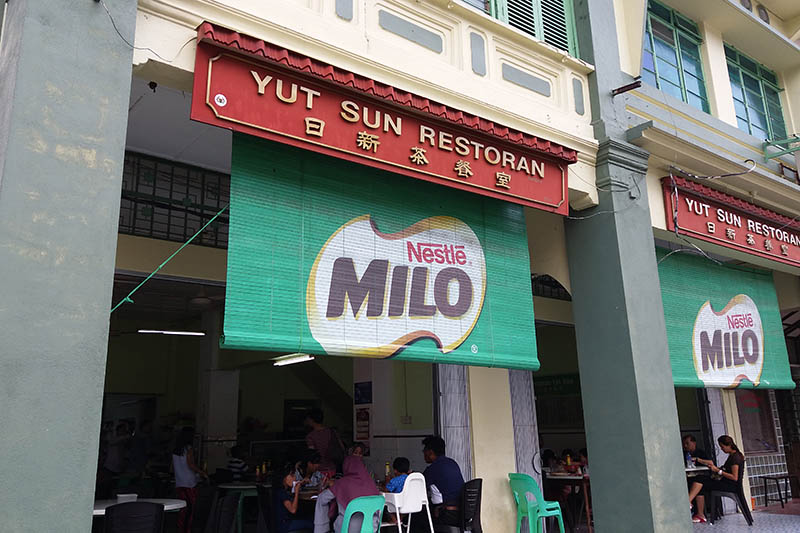 YUT SUN RESTORAN
日新茶餐室
Nestlé
MILO
YUT SUN RESTORAN
日新茶餐室
Nestlé
MILO